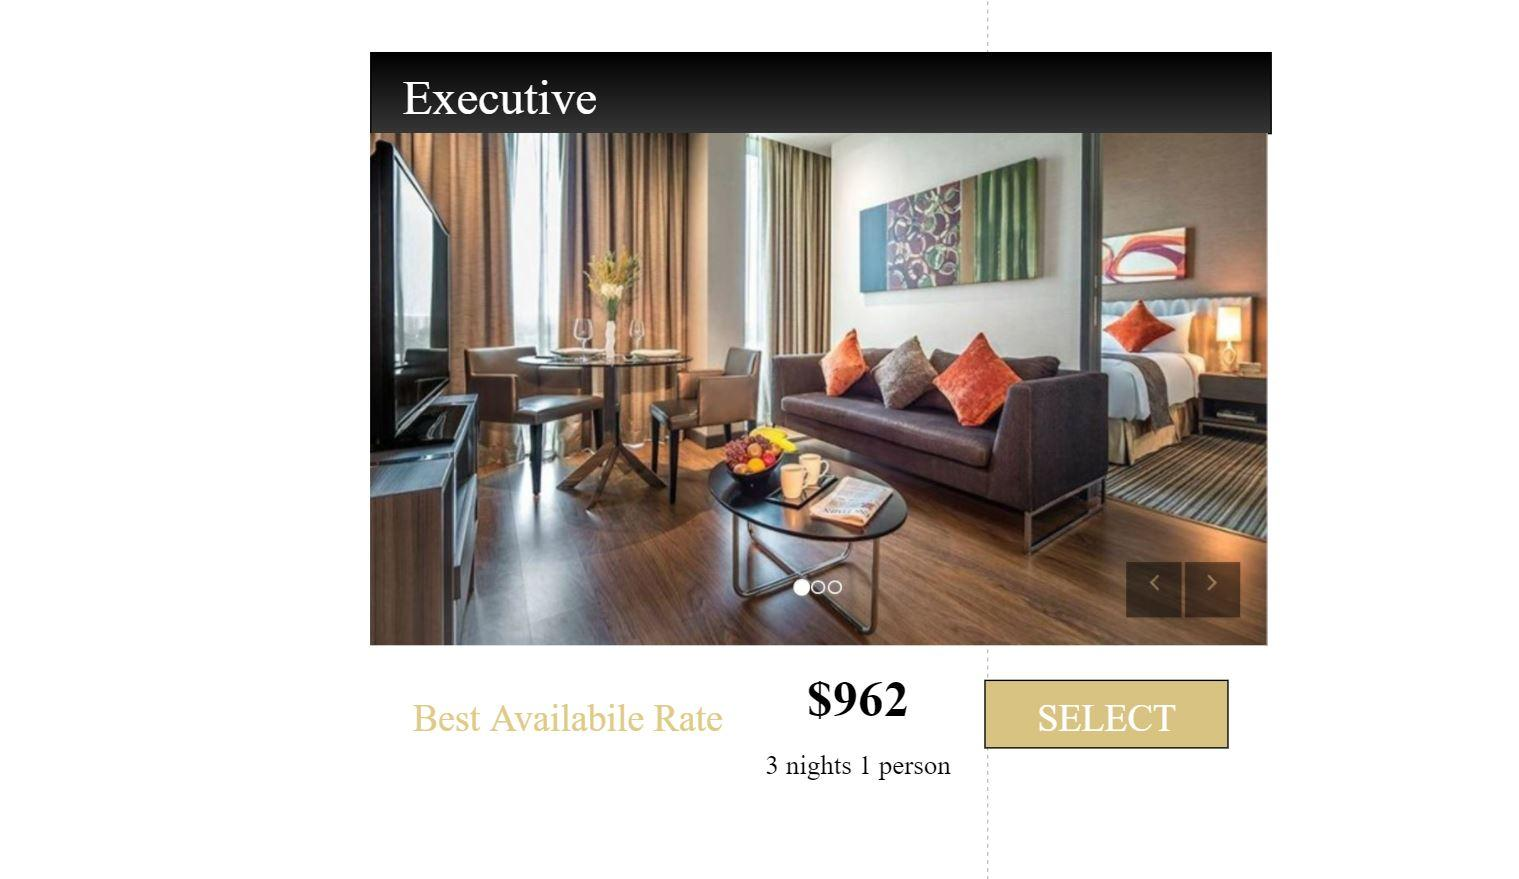 Executive
Best Availabile Rate
$962
3 nights 1 person
SELECT